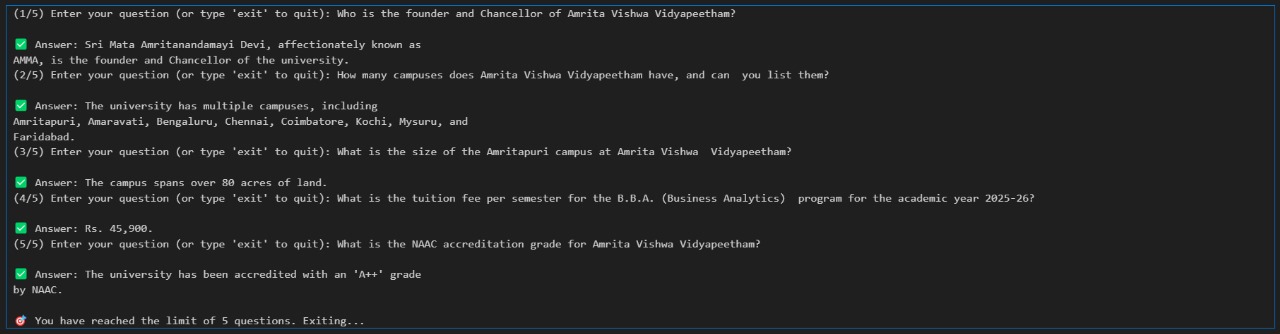 (1/5) Enter your question (or type 'exit' to quit): Who is the founder and Chancellor of Amrita Vishwa Vidyapeetham?
✅ Answer: Sri Mata Amritanandamayi Devi, affectionately known as
AMMA, is the founder and Chancellor of the university.
(2/5) Enter your question (or type 'exit' to quit): How many campuses does Amrita Vishwa Vidyapeetham have, and can  you list them?
✅ Answer: The university has multiple campuses, including
Amritapuri, Amaravati, Bengaluru, Chennai, Coimbatore, Kochi, Mysuru, and
Faridabad.
(3/5) Enter your question (or type 'exit' to quit): What is the size of the Amritapuri campus at Amrita Vishwa  Vidyapeetham?
✅ Answer: The campus spans over 80 acres of land.
(4/5) Enter your question (or type 'exit' to quit): What is the tuition fee per semester for the B.B.A. (Business Analytics)  program for the academic year 2025-26?
✅ Answer: Rs. 45,900.
(5/5) Enter your question (or type 'exit' to quit): What is the NAAC accreditation grade for Amrita Vishwa Vidyapeetham?
✅ Answer: The university has been accredited with an 'A++' grade
by NAAC.
🎯 You have reached the limit of 5 questions. Exiting...